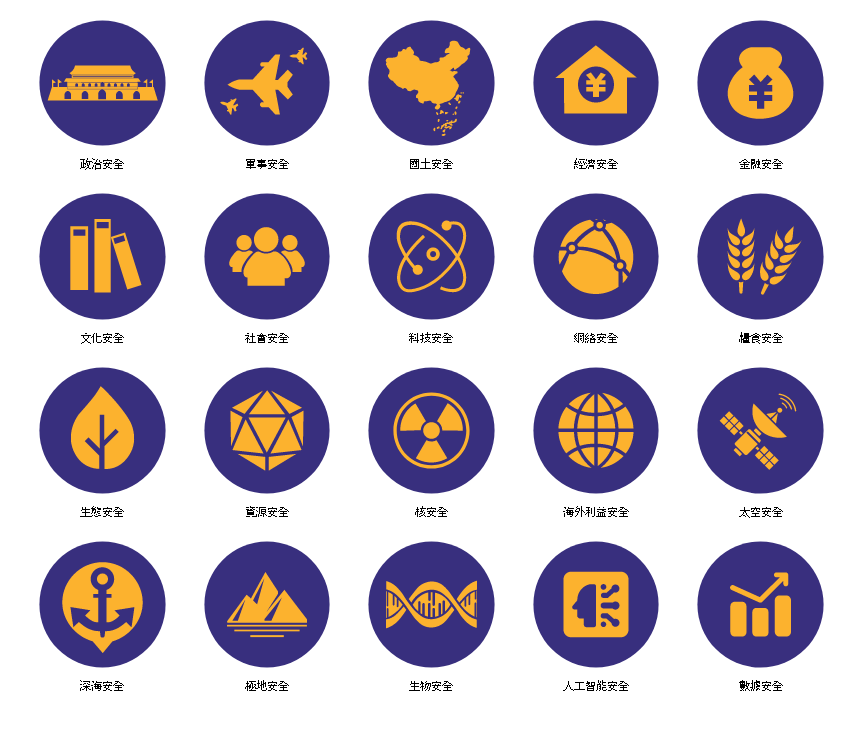 政治安全
軍事安全
國土安全
經濟安全
金融安全
文化安全
社會安全
科技安全
網絡安全
糧食安全
生態安全
資源安全
核安全
海外利益安全
太空安全
深海安全
極地安全
生物安全
人工智能安全
數據安全